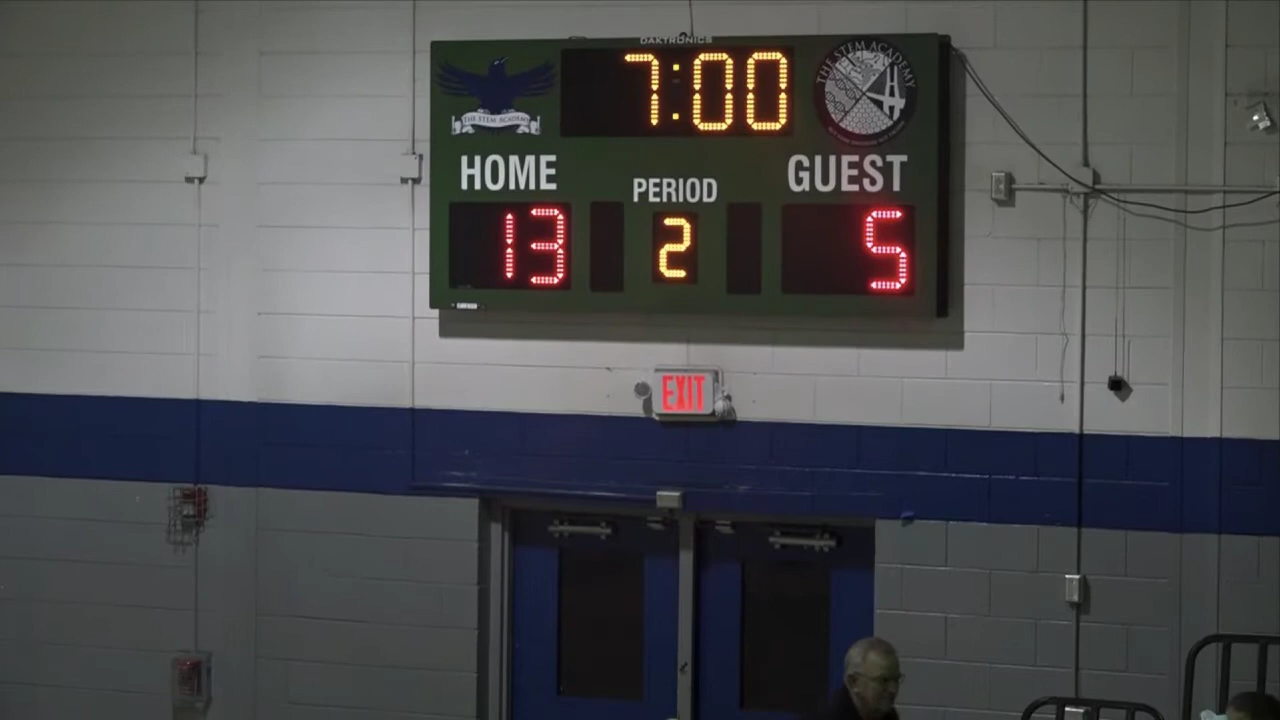 DAKTRONICS
7:00
THE STEM ACADEMY
THE STEM ACADEMY
HOME
PERIOD
GUEST
13
2
5
EXIT